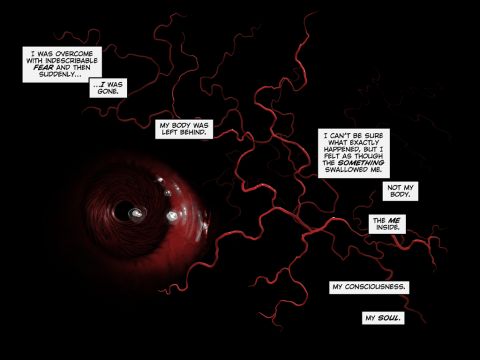 I WAS OVERCOME
WITH INDESCRIBABLE
FEAR AND THEN
SUDDENLY...
...I WAS
GONE.
MY BODY WAS
LEFT BEHIND.
I CAN'T BE SURE
WHAT EXACTLY
HAPPENED, BUT I
FELT AS THOUGH
THE SOMETHING
SWALLOWED ME.
NOT MY
BODY.
THE ME
INSIDE.
MY CONSCIOUSNESS.
MY SOUL.